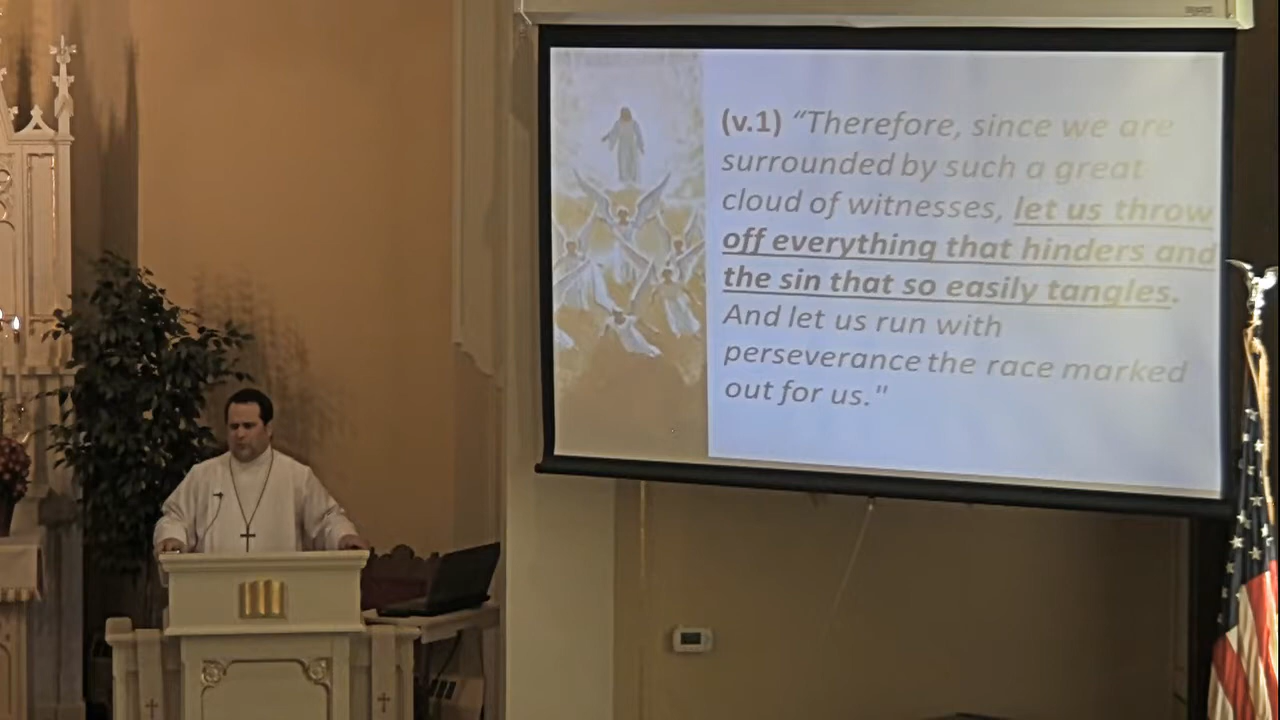 (v.1) “Therefore, since we are
surrounded by such a great
cloud of witnesses, let us throw
off everything that hinders and
the sin that so easily tangles.
And let us run with
perseverance the race marked
out for us."